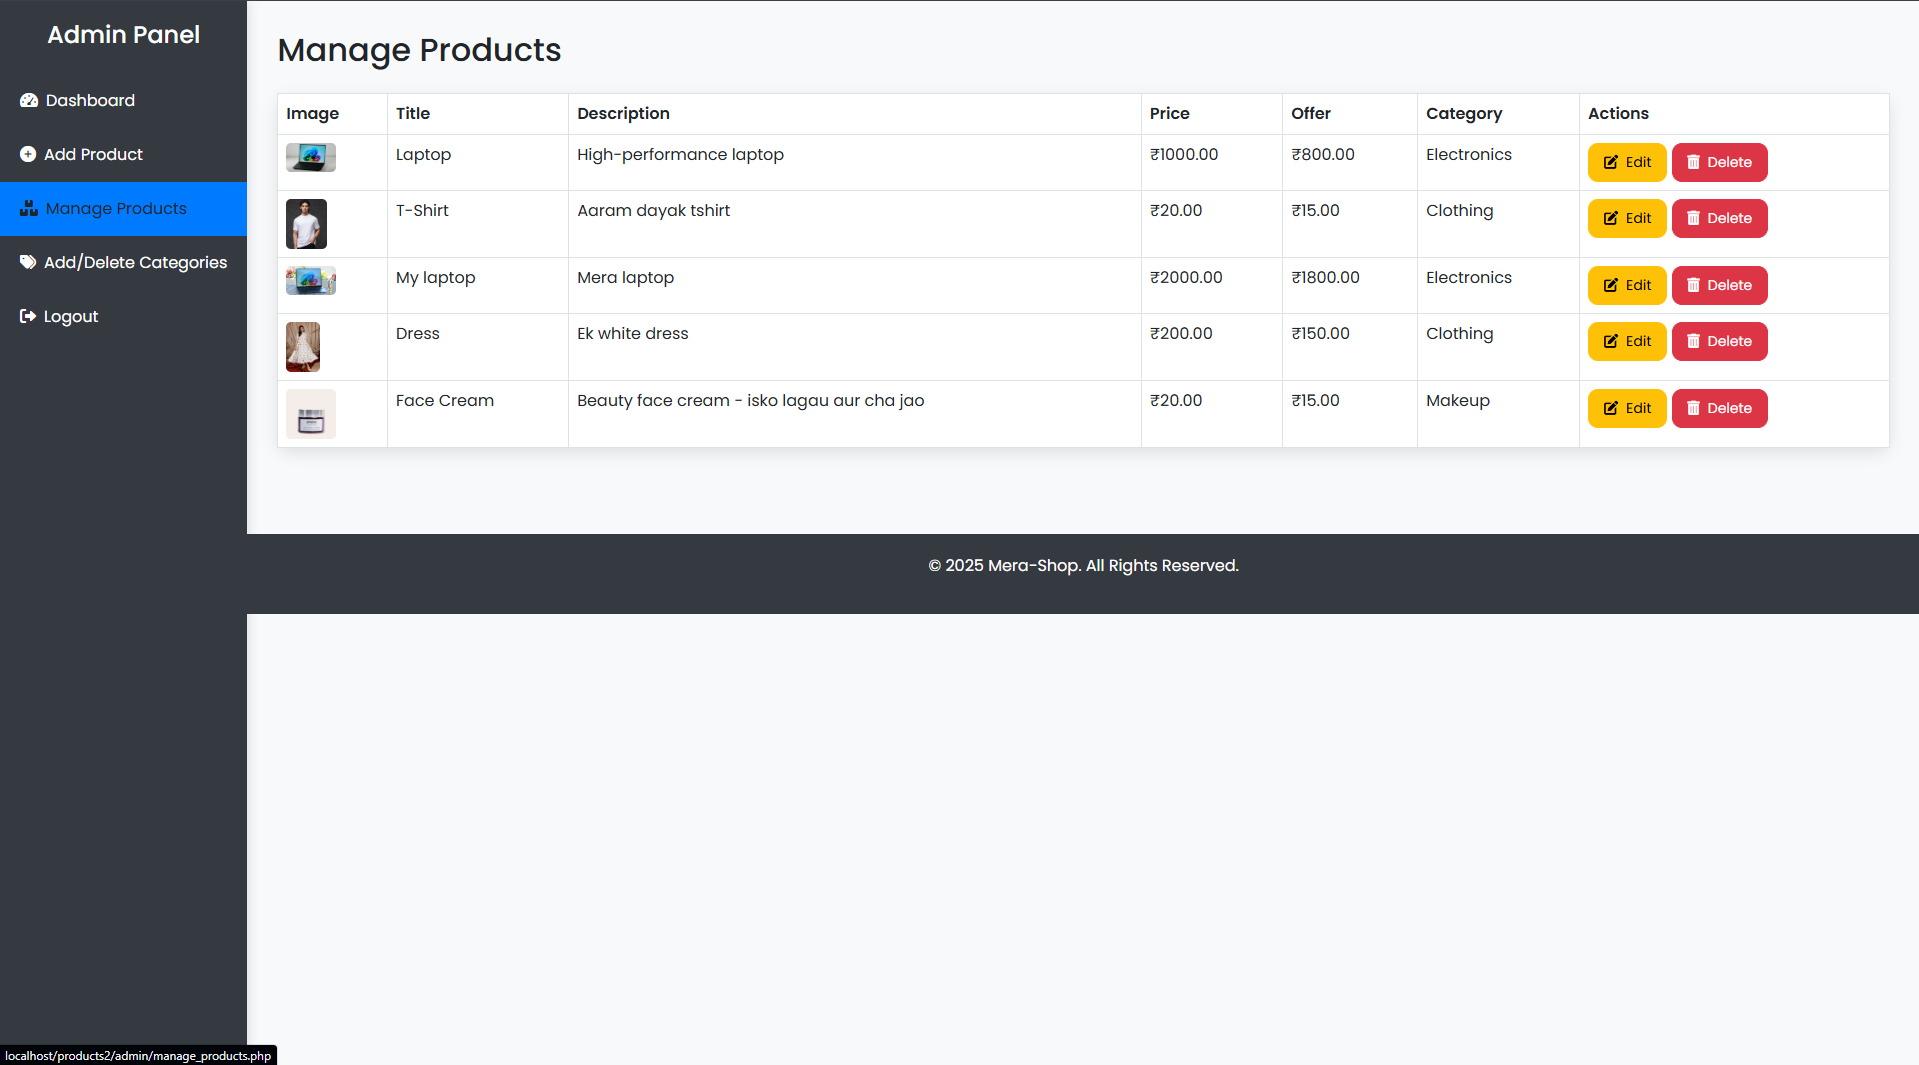 Admin Panel
Dashboard
Add Product
Manage Products
Add/Delete Categories
Logout
Manage Products
Image Title Description Price Offer Category Actions
Laptop High-performance laptop ₹1000.00 ₹800.00 Electronics Edit Delete
T-Shirt Aaram dayak tshirt ₹20.00 ₹15.00 Clothing Edit Delete
My laptop Mera laptop ₹2000.00 ₹1800.00 Electronics Edit Delete
Dress Ek white dress ₹200.00 ₹150.00 Clothing Edit Delete
Face Cream Beauty face cream - isko lagau aur cha jao ₹20.00 ₹15.00 Makeup Edit Delete
© 2025 Mera-Shop. All Rights Reserved.
localhost/products2/admin/manage_products.php